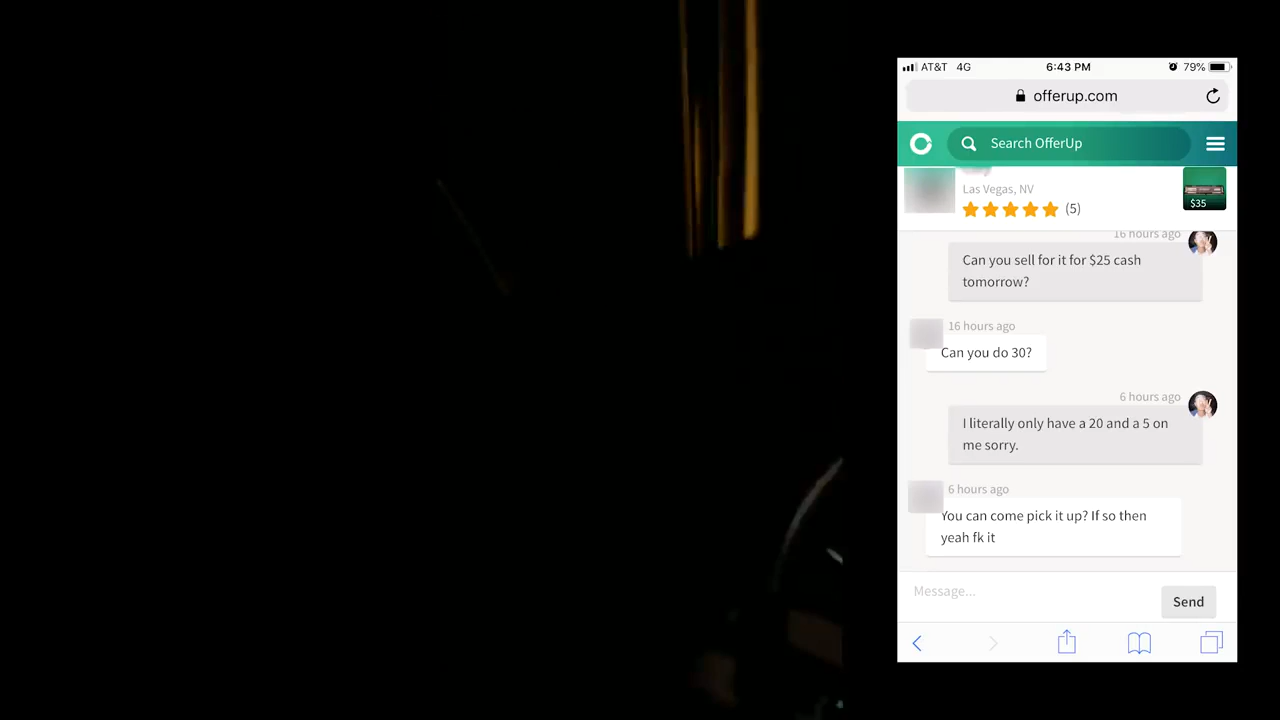 AT&T 4G 6:43 PM 79%
offerup.com
Search OfferUp
Las Vegas, NV
(5)
$35
16 hours ago
Can you sell for it for $25 cash
tomorrow?
16 hours ago
Can you do 30?
6 hours ago
I literally only have a 20 and a 5 on
me sorry.
6 hours ago
You can come pick it up? If so then
yeah fk it
Message...
Send